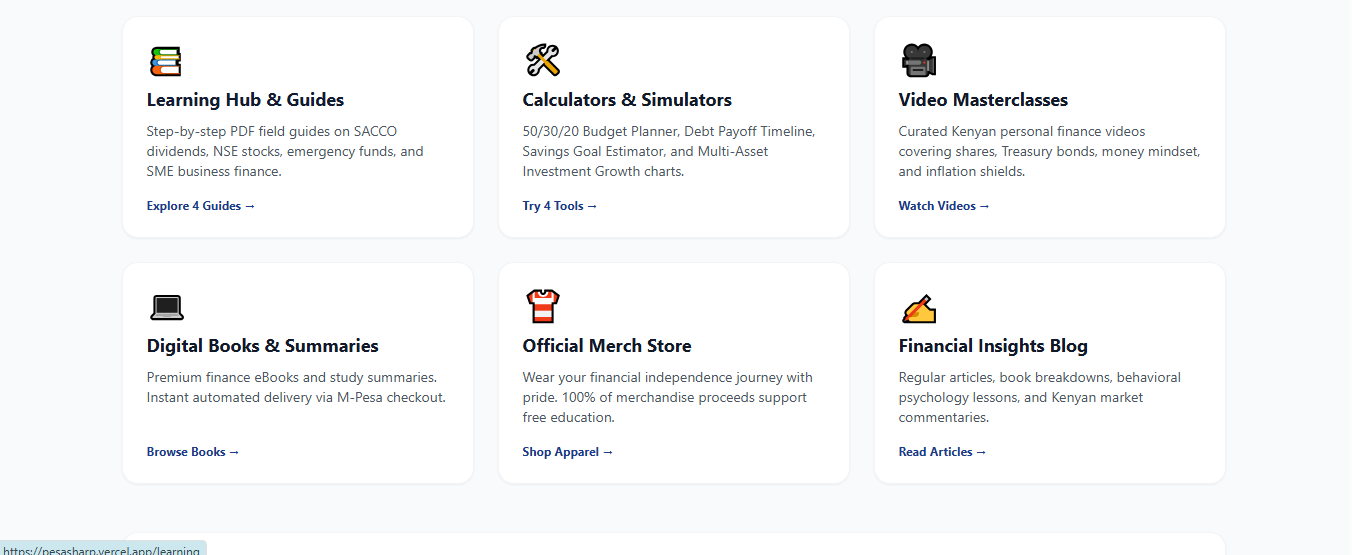 Learning Hub & Guides
Step-by-step PDF field guides on SACCO
dividends, NSE stocks, emergency funds, and
SME business finance.
Explore 4 Guides →
Calculators & Simulators
50/30/20 Budget Planner, Debt Payoff Timeline,
Savings Goal Estimator, and Multi-Asset
Investment Growth charts.
Try 4 Tools →
Video Masterclasses
Curated Kenyan personal finance videos
covering shares, Treasury bonds, money mindset,
and inflation shields.
Watch Videos →
Digital Books & Summaries
Premium finance eBooks and study summaries.
Instant automated delivery via M-Pesa checkout.
Browse Books →
Official Merch Store
Wear your financial independence journey with
pride. 100% of merchandise proceeds support
free education.
Shop Apparel →
Financial Insights Blog
Regular articles, book breakdowns, behavioral
psychology lessons, and Kenyan market
commentaries.
Read Articles →
https://pesasharp.vercel.app/learning